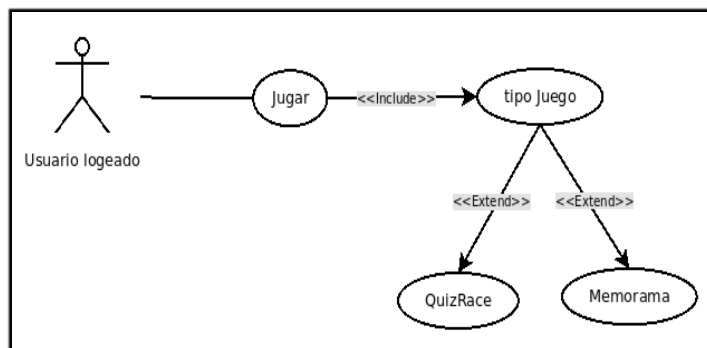 Jugar
<<Include>>
tipo Juego
Usuario logeado
<<Extend>>
<<Extend>>
QuizRace
Memorama